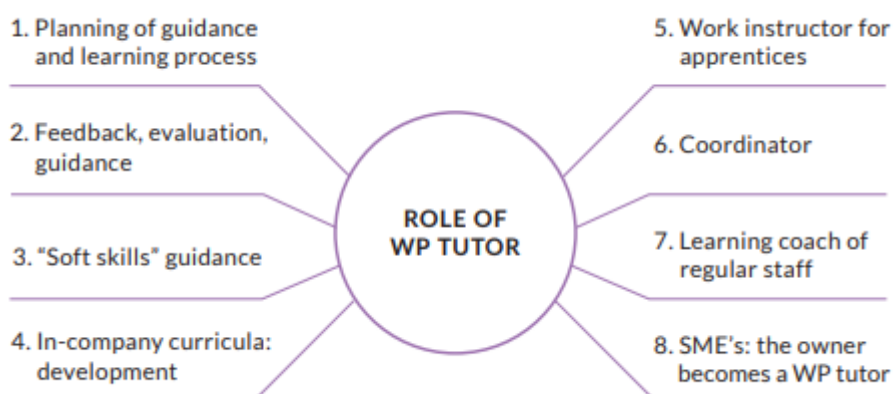 1. Planning of guidance
and learning process
2. Feedback, evaluation,
guidance
3. “Soft skills” guidance
4. In-company curricula:
development
ROLE OF
WP TUTOR
5. Work instructor for
apprentices
6. Coordinator
7. Learning coach of
regular staff
8. SME's: the owner
becomes a WP tutor